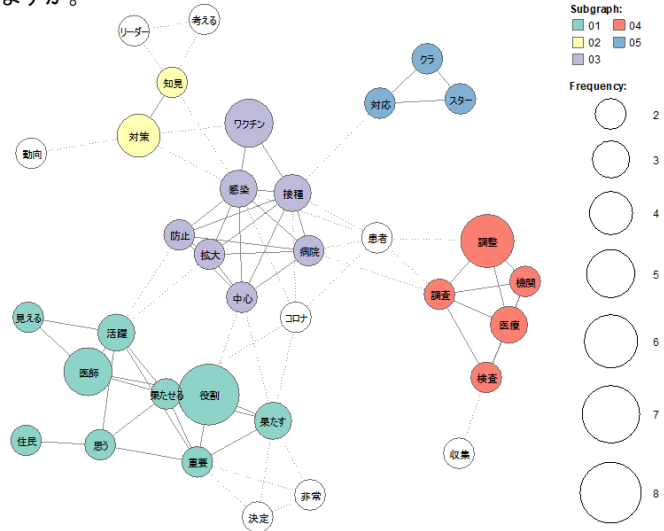 ますか。
Subgraph:
01 04
02 05
03
Frequency:
2
3
4
5
6
7
8
リーダー
考える
知見
対策
動向
ワクチン
クラ
対応
スター
感染
接種
防止
拡大
病院
中心
患者
コロナ
調整
調査
機関
医療
検査
収集
見える
活躍
医師
果たせる
役割
果たす
住民
思う
重要
非常
決定